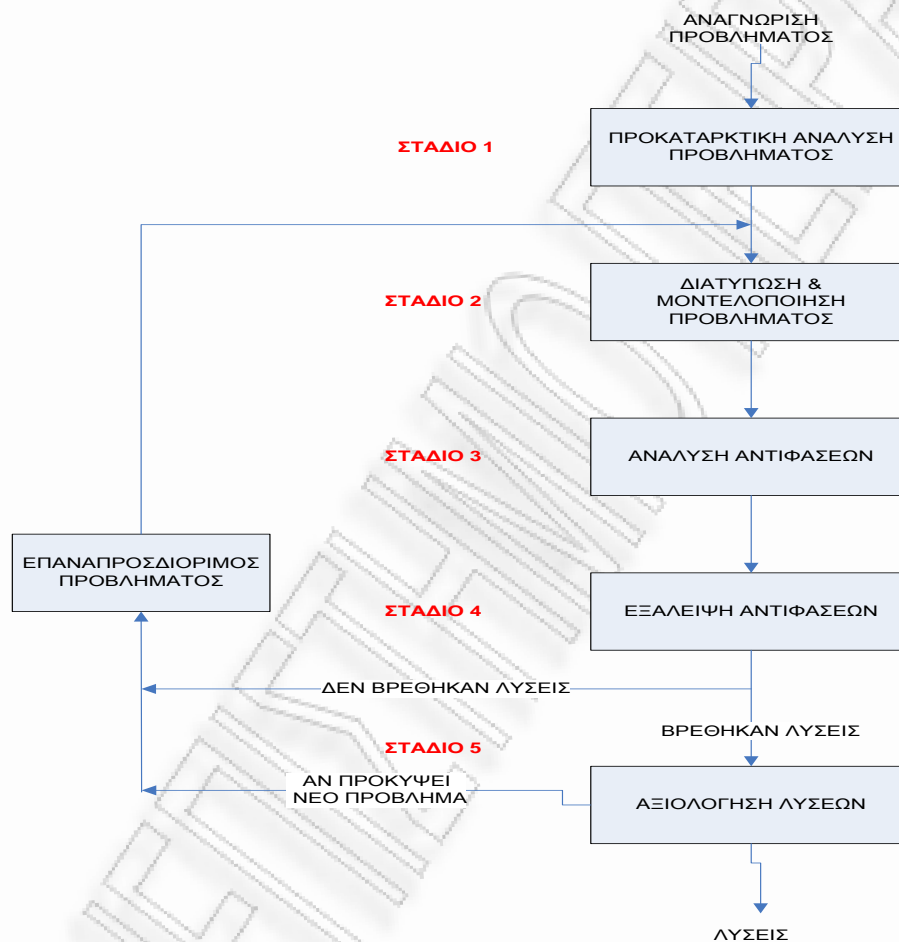 ΑΝΑΓΝΩΡΙΣΗ
ΠΡΟΒΛΗΜΑΤΟΣ
ΣΤΑΔΙΟ 1
ΠΡΟΚΑΤΑΡΚΤΙΚΗ ΑΝΑΛΥΣΗ
ΠΡΟΒΛΗΜΑΤΟΣ
ΣΤΑΔΙΟ 2
ΔΙΑΤΥΠΩΣΗ &
ΜΟΝΤΕΛΟΠΟΙΗΣΗ
ΠΡΟΒΛΗΜΑΤΟΣ
ΣΤΑΔΙΟ 3
ΑΝΑΛΥΣΗ ΑΝΤΙΦΑΣΕΩΝ
ΕΠΑΝΑΠΡΟΣΔΙΟΡΙΜΟΣ
ΠΡΟΒΛΗΜΑΤΟΣ
ΣΤΑΔΙΟ 4
ΕΞΑΛΕΙΨΗ ΑΝΤΙΦΑΣΕΩΝ
ΔΕΝ ΒΡΕΘΗΚΑΝ ΛΥΣΕΙΣ
ΒΡΕΘΗΚΑΝ ΛΥΣΕΙΣ
ΣΤΑΔΙΟ 5
ΑΝ ΠΡΟΚΥΨΕΙ
ΝΕΟ ΠΡΟΒΛΗΜΑ
ΑΞΙΟΛΟΓΗΣΗ ΛΥΣΕΩΝ
ΛΥΣΕΙΣ